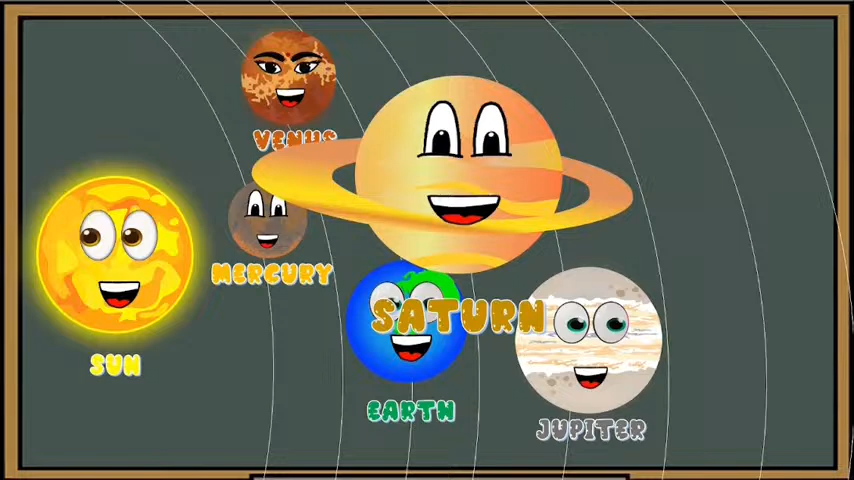 VENUS
MERCURY
SATURN
SUN
EARTH
JUPITER